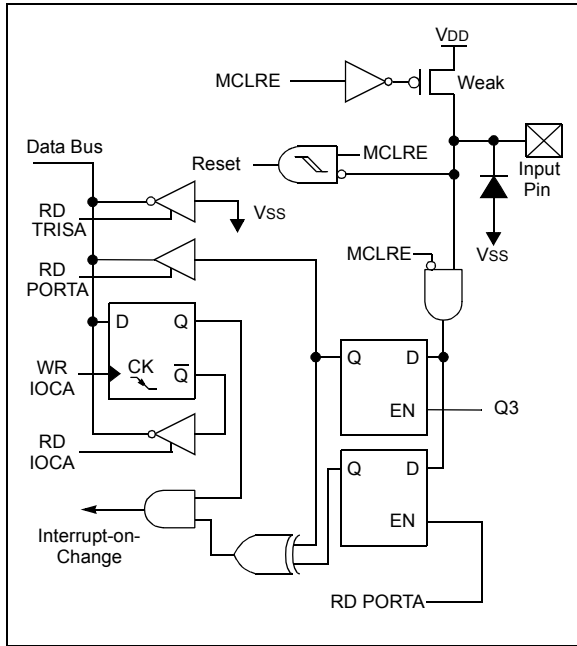 VDD
MCLRE
Weak
Data Bus
Reset
MCLRE
Input
Pin
RD
TRISA
VSS
VSS
MCLRE
RD
PORTA
D
Q
Q
D
WR
IOCA
CK
Q
EN
Q3
RD
IOCA
Q
D
EN
Interrupt-on-
Change
RD PORTA